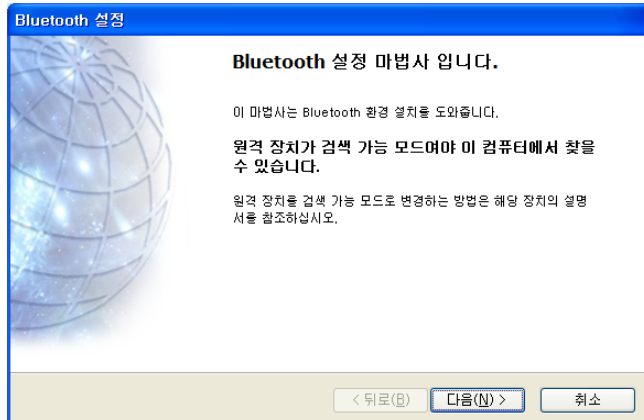 Bluetooth 설정
Bluetooth 설정 마법사 입니다.
이 마법사는 Bluetooth 환경 설치를 도와줍니다.
원격 장치가 검색 가능 모드여야 이 컴퓨터에서 찾을
수 있습니다.
원격 장치를 검색 가능 모드로 변경하는 방법은 해당 장치의 설명
서를 참조하십시오.
< 뒤로(B) 다음(N) > 취소